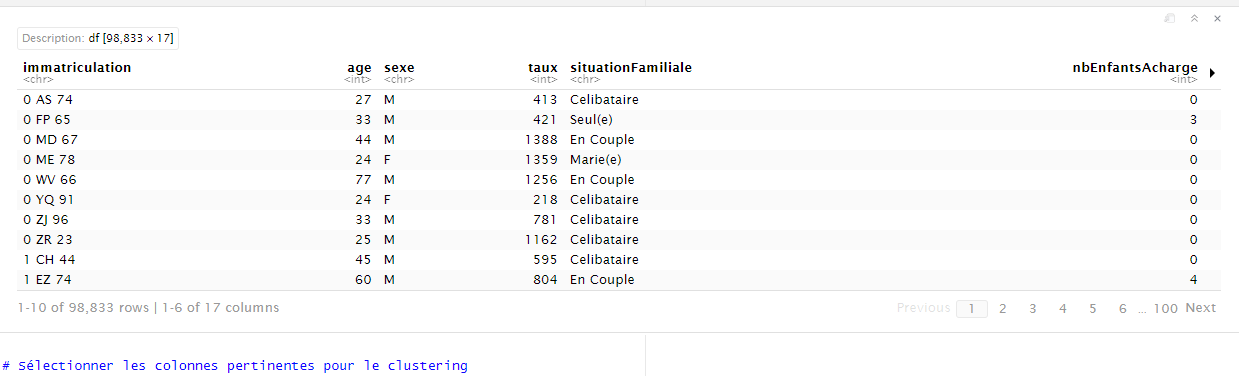 Description: df [98,833 × 17]
immatriculation age sexe taux situationFamiliale nbEnfantsAcharge
<chr> <int> <chr> <int> <chr> <int>
0 AS 74 27 M 413 Celibataire 0
0 FP 65 33 M 421 Seul(e) 3
0 MD 67 44 M 1388 En Couple 0
0 ME 78 24 F 1359 Marie(e) 0
0 WV 66 77 M 1256 En Couple 0
0 YQ 91 24 F 218 Celibataire 0
0 ZJ 96 33 M 781 Celibataire 0
0 ZR 23 25 M 1162 Celibataire 0
1 CH 44 45 M 595 Celibataire 0
1 EZ 74 60 M 804 En Couple 4
1-10 of 98,833 rows | 1-6 of 17 columns Previous 1 2 3 4 5 6 ... 100 Next
# Sélectionner les colonnes pertinentes pour le clustering